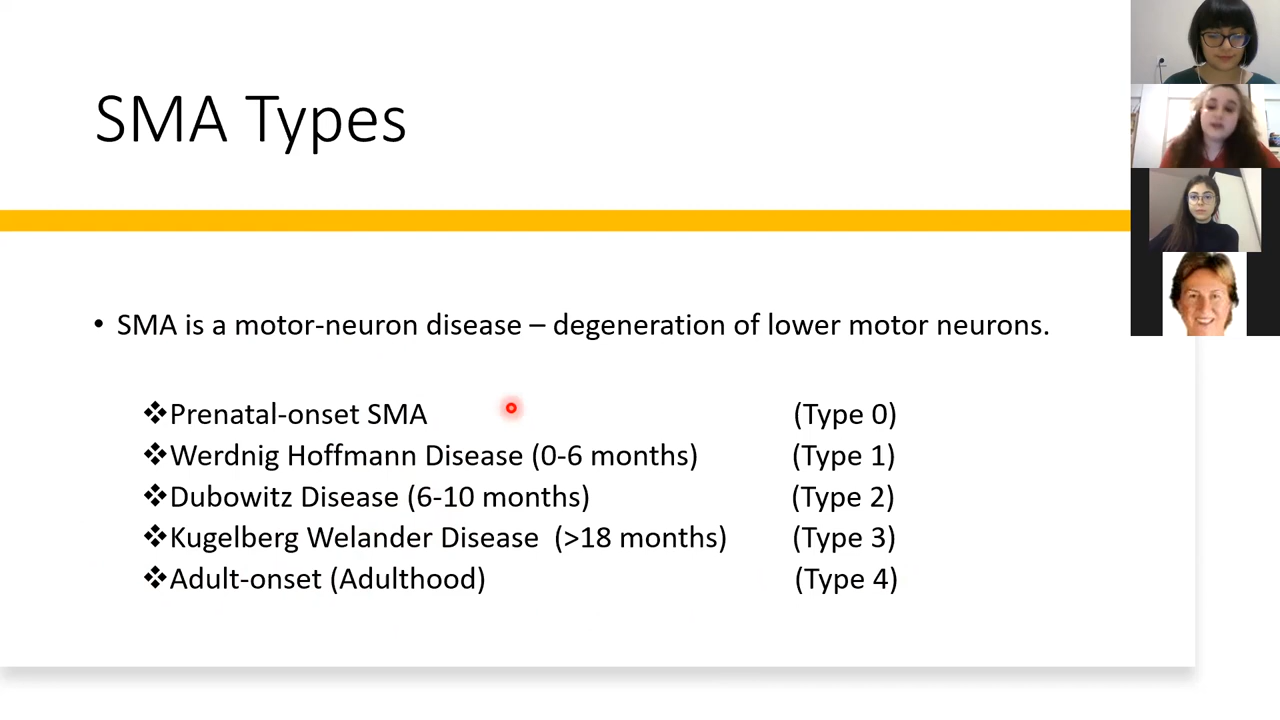 SMA Types
• SMA is a motor-neuron disease – degeneration of lower motor neurons.
❖Prenatal-onset SMA (Type 0)
❖Werdnig Hoffmann Disease (0-6 months) (Type 1)
❖Dubowitz Disease (6-10 months) (Type 2)
❖Kugelberg Welander Disease (>18 months) (Type 3)
❖Adult-onset (Adulthood) (Type 4)